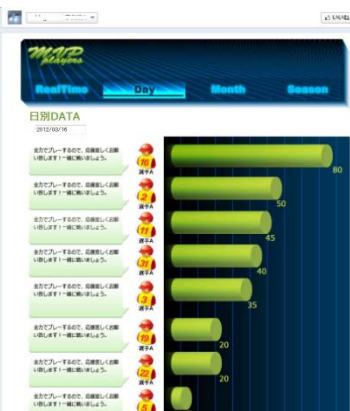 いいね
MVP
players
RealTime
Day
Month
Season
日別DATA
2012/03/16
全力でプレーするので、応援宜しくお願
い致します！一緒に戦いましょう。
16
選手A
80
全力でプレーするので、応援宜しくお願
い致します！一緒に戦いましょう。
2
選手A
50
全力でプレーするので、応援宜しくお願
い致します！一緒に戦いましょう。
11
選手A
45
全力でプレーするので、応援宜しくお願
い致します！一緒に戦いましょう。
31
選手A
40
全力でプレーするので、応援宜しくお願
い致します！一緒に戦いましょう。
3
選手A
35
全力でプレーするので、応援宜しくお願
い致します！一緒に戦いましょう。
19
選手A
20
全力でプレーするので、応援宜しくお願
い致します！一緒に戦いましょう。
22
選手A
20
全力でプレーするので、応援宜しくお願
い致します！一緒に戦いましょう。
5